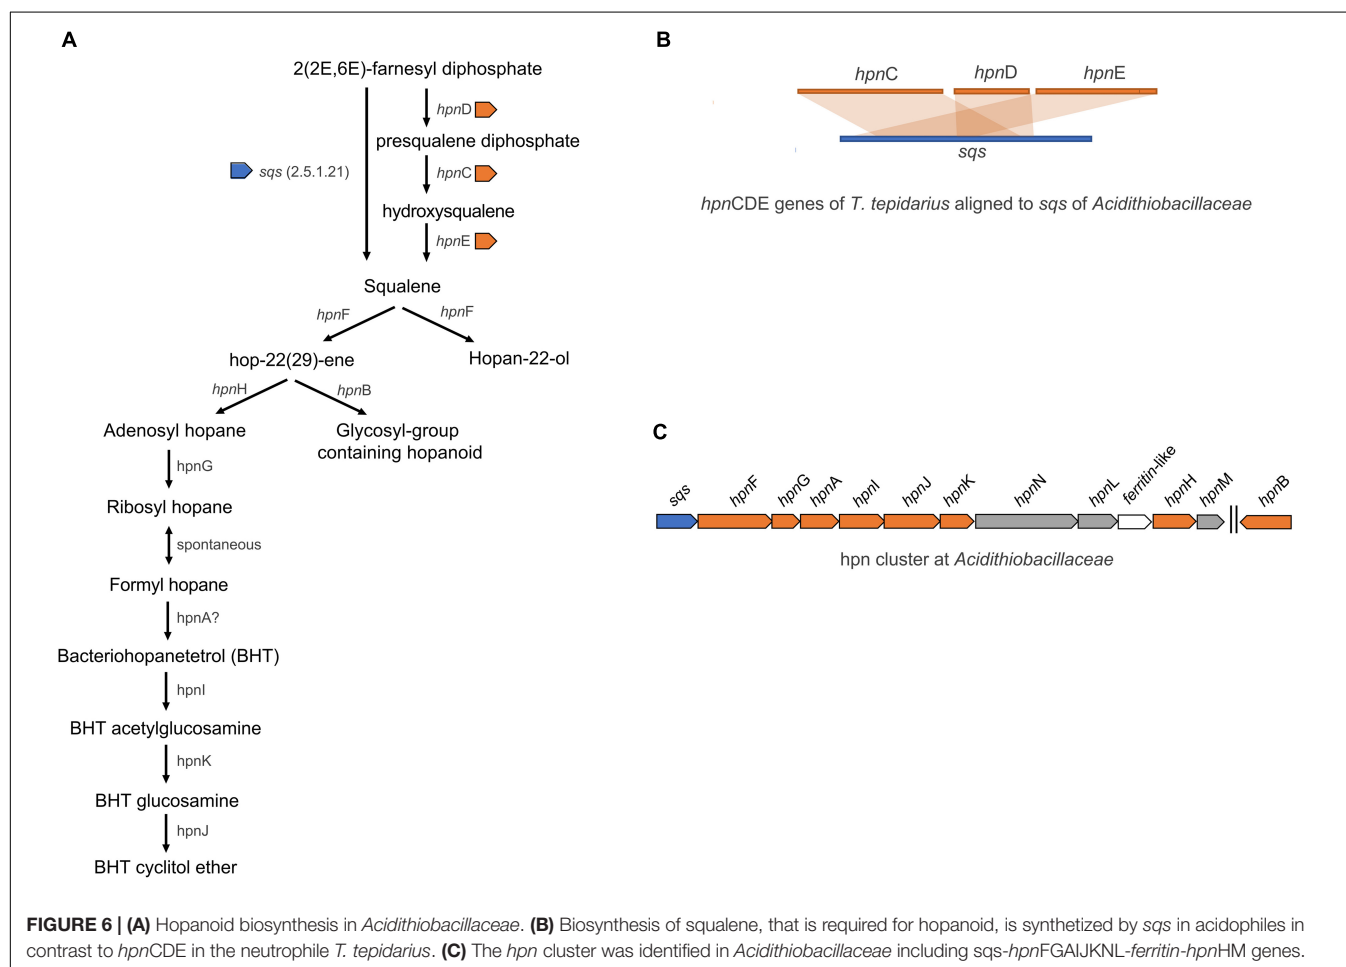 A
2(2E,6E)-farnesyl diphosphate
hpnD
presqualene diphosphate
sqs (2.5.1.21)
hpnC
hydroxysqualene
hpnE
Squalene
hpnF
hpnF
hop-22(29)-ene
Hopan-22-ol
hpnH
hpnB
Adenosyl hopane
Glycosyl-group
containing hopanoid
hpnG
Ribosyl hopane
spontaneous
Formyl hopane
hpnA?
Bacteriohopanetetrol (BHT)
hpnI
BHT acetylglucosamine
hpnK
BHT glucosamine
hpnJ
BHT cyclitol ether
B
hpnC hpnD hpnE
sqs
hpnCDE genes of T. tepidarius aligned to sqs of Acidithiobacillaceae
C
sqs hpnF hpnG hpnA hpnI hpnJ hpnK hpnN hpnL ferritin-like hpnH hpnM hpnB
hpn cluster at Acidithiobacillaceae
FIGURE 6 | (A) Hopanoid biosynthesis in Acidithiobacillaceae. (B) Biosynthesis of squalene, that is required for hopanoid, is synthetized by sqs in acidophiles in
contrast to hpnCDE in the neutrophile T. tepidarius. (C) The hpn cluster was identified in Acidithiobacillaceae including sqs-hpnFGAIJKNL-ferritin-hpnHM genes.